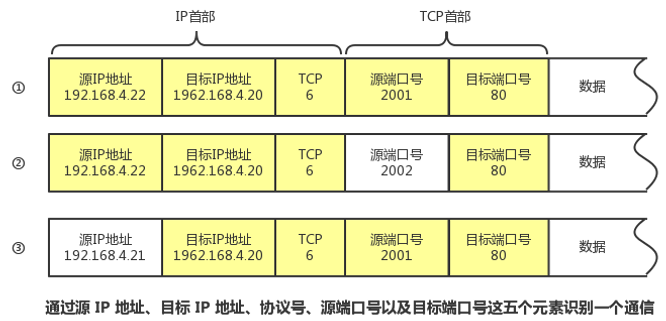 IP首部 TCP首部
① 源IP地址 目标IP地址 TCP 源端口号 目标端口号 数据
192.168.4.22 1962.168.4.20 6 2001 80
② 源IP地址 目标IP地址 TCP 源端口号 目标端口号 数据
192.168.4.22 1962.168.4.20 6 2002 80
③ 源IP地址 目标IP地址 TCP 源端口号 目标端口号 数据
192.168.4.21 1962.168.4.20 6 2001 80
通过源 IP 地址、目标 IP 地址、协议号、源端口号以及目标端口号这五个元素识别一个通信